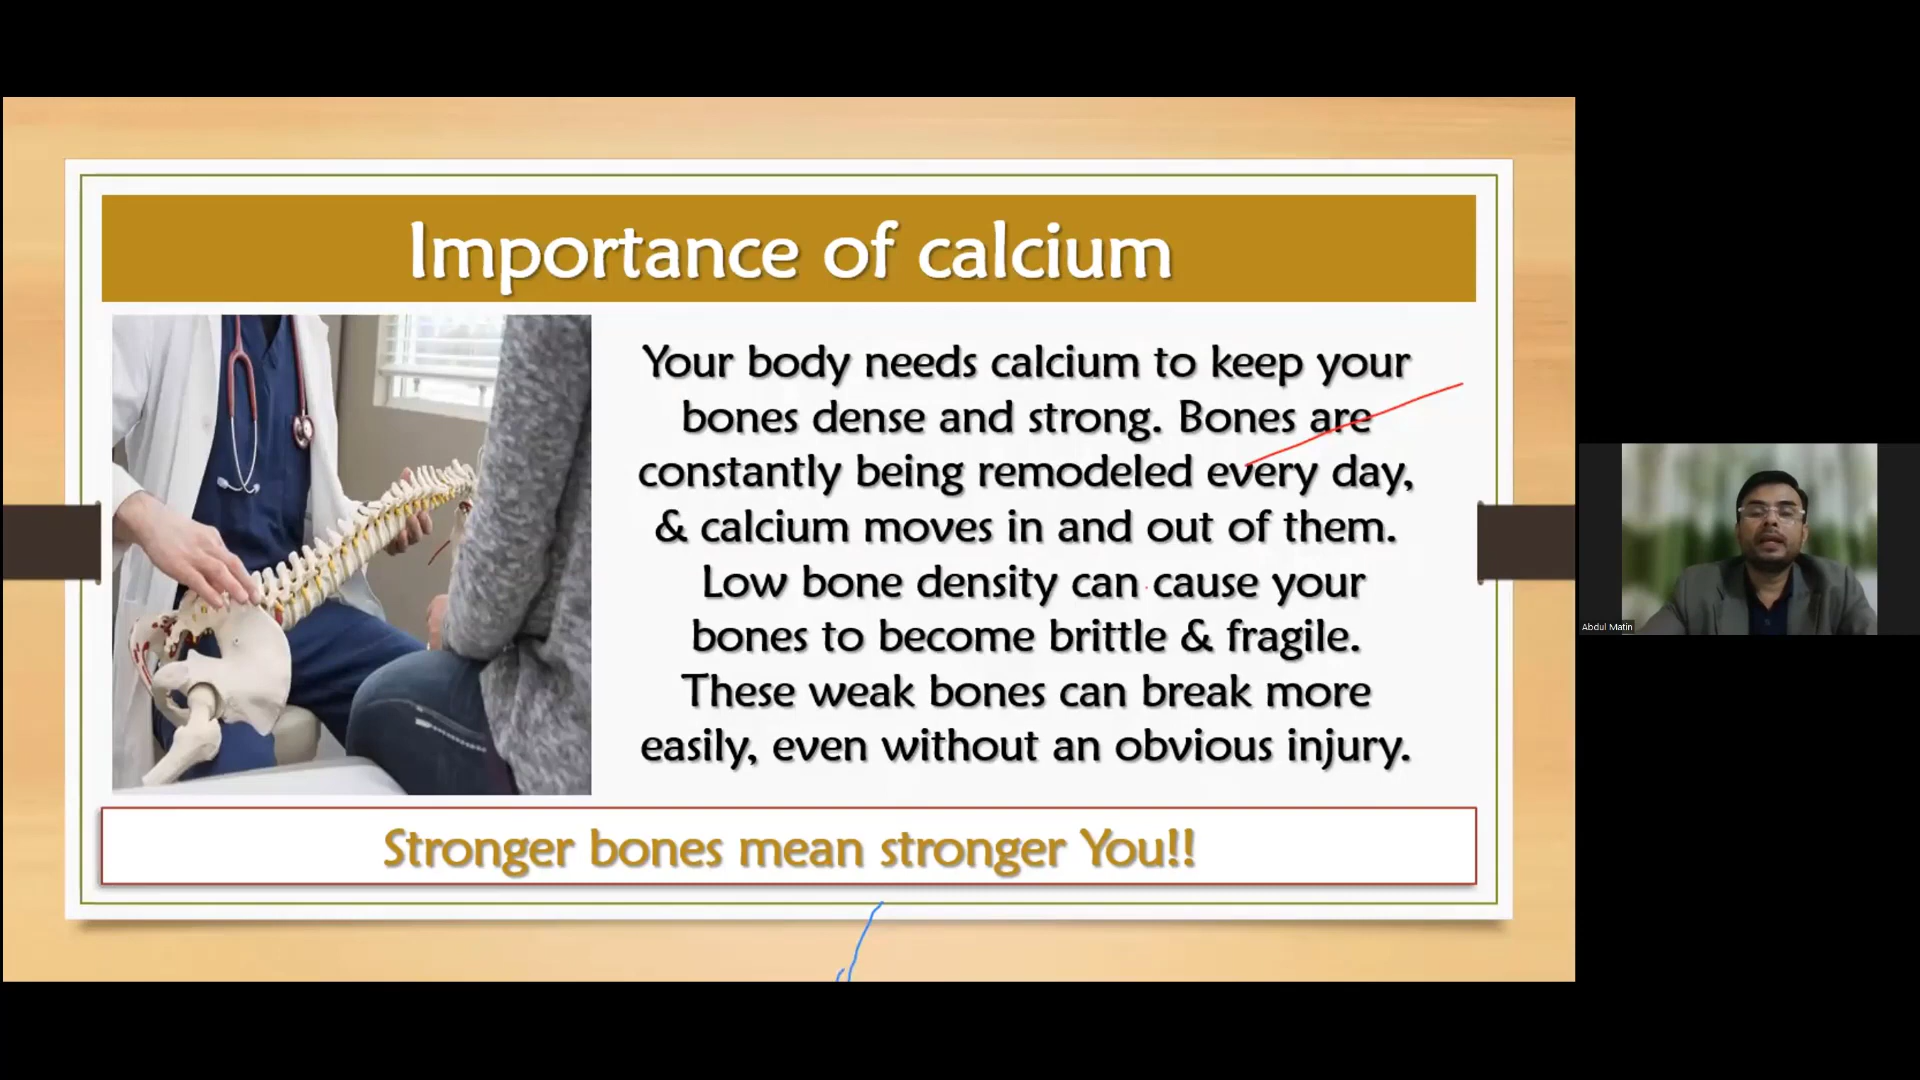 Importance of calcium
Your body needs calcium to keep your
bones dense and strong. Bones are
constantly being remodeled every day,
& calcium moves in and out of them.
Low bone density can cause your
bones to become brittle & fragile.
These weak bones can break more
easily, even without an obvious injury.
Stronger bones mean stronger You!!
Abdul Matin